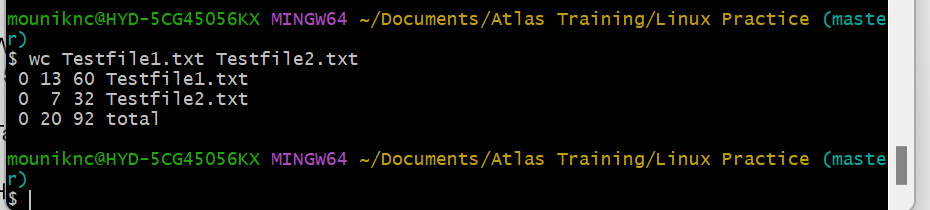 mouniknc@HYD-5CG45056KX MINGW64 ~/Documents/Atlas Training/Linux Practice (maste
r)
$ wc Testfile1.txt Testfile2.txt
 0 13 60 Testfile1.txt
 0  7 32 Testfile2.txt
 0 20 92 total

mouniknc@HYD-5CG45056KX MINGW64 ~/Documents/Atlas Training/Linux Practice (maste
r)
$